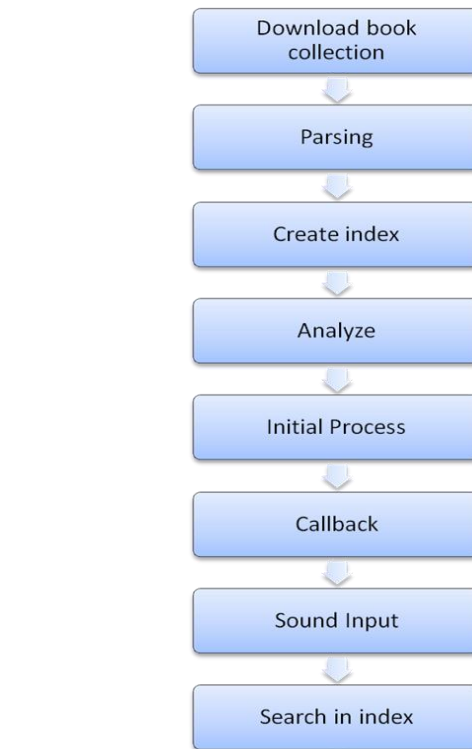 Download book
collection
Parsing
Create index
Analyze
Initial Process
Callback
Sound Input
Search in index